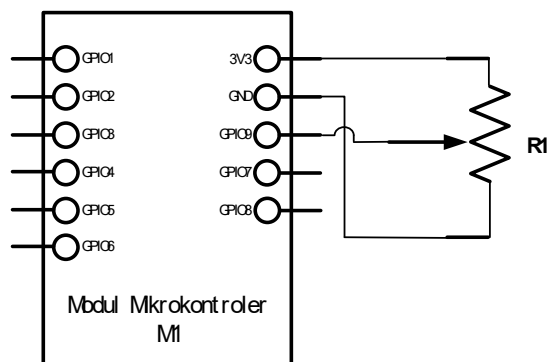 GPIO1
GPIO2
GPIO3
GPIO4
GPIO5
GPIO6
3V3
GND
GPIO9
GPIO7
GPIO8
R1
Modul Mikrokontroler
M1